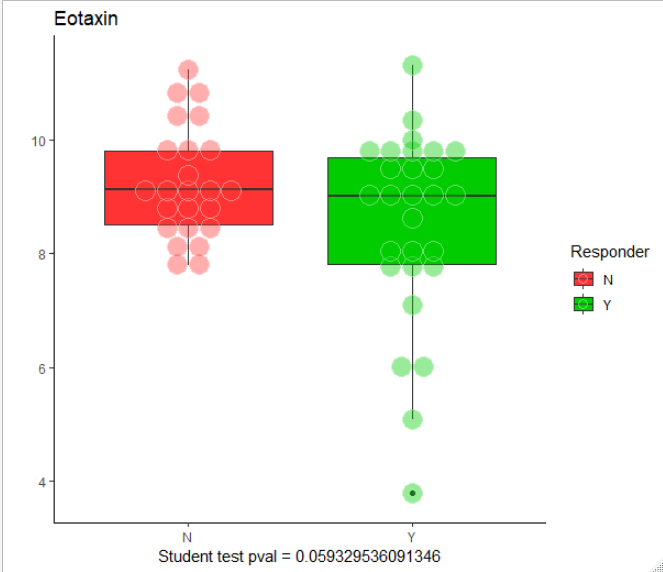 Eotaxin
10
8
6
4
N
Y
Student test pval = 0.059329536091346
Responder
N
Y